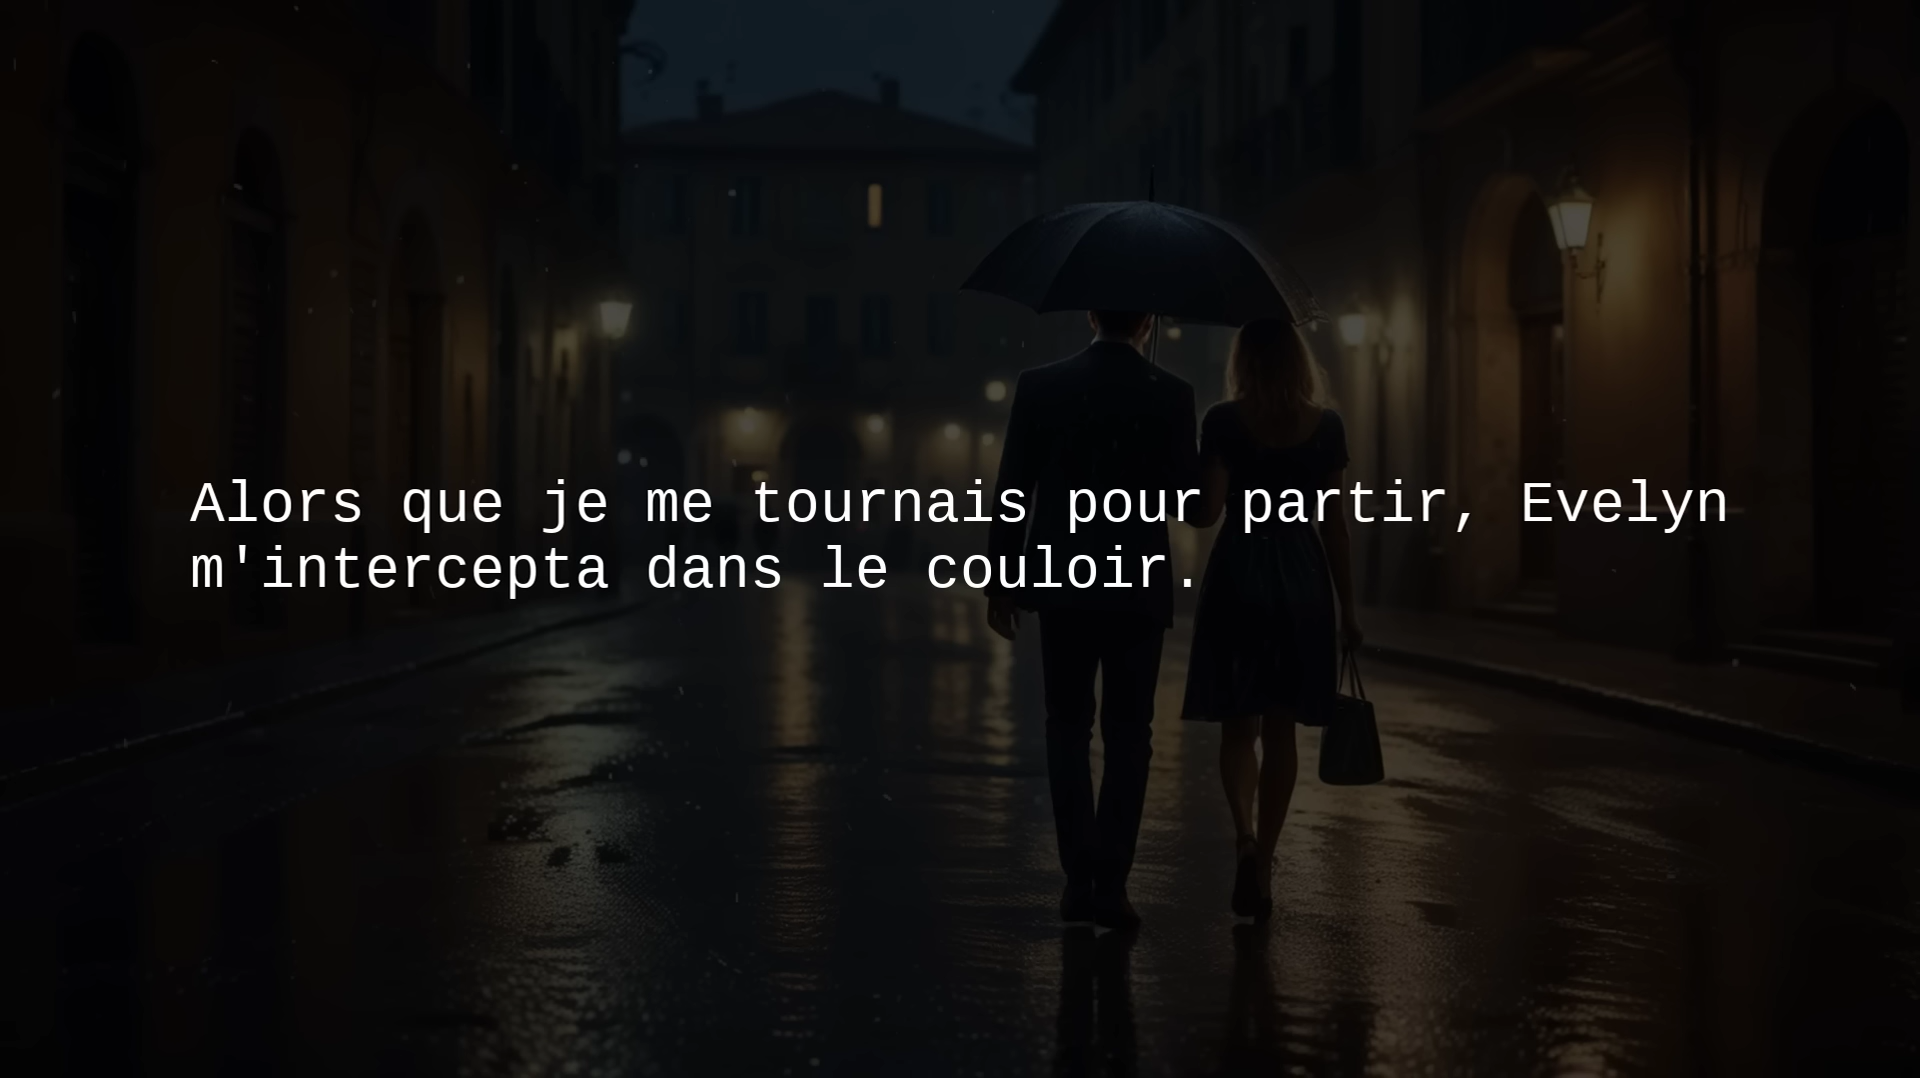 Alors que je me tournais pour partir, Evelyn
m'intercepta dans le couloir.